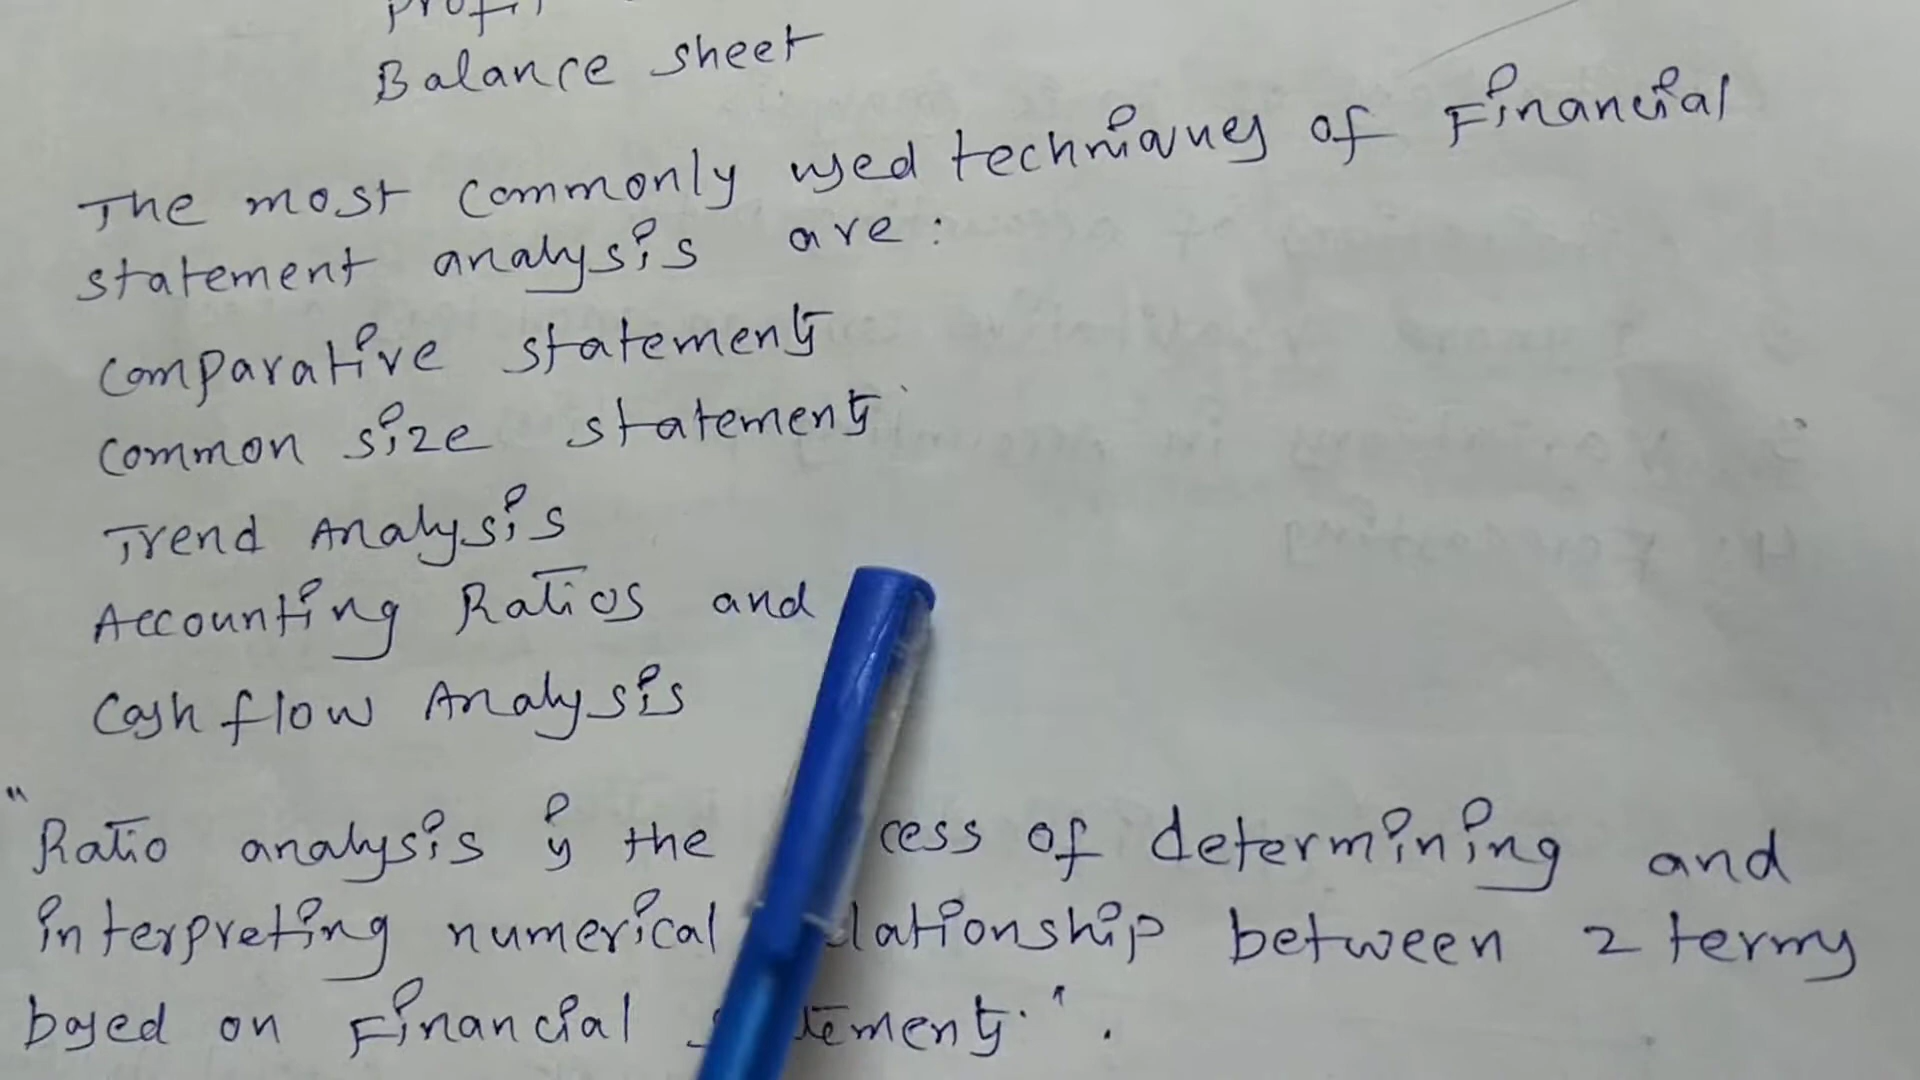 profit
Balance sheet
The most commonly used techniques of Financial
statement analysis are:
Comparative statements
Common size statements
Trend Analysis
Accounting Ratios and
Cash flow Analysis
"Ratio analysis is the cess of determining and
interpreting numerical lationship between 2 terms
based on Financial tements".